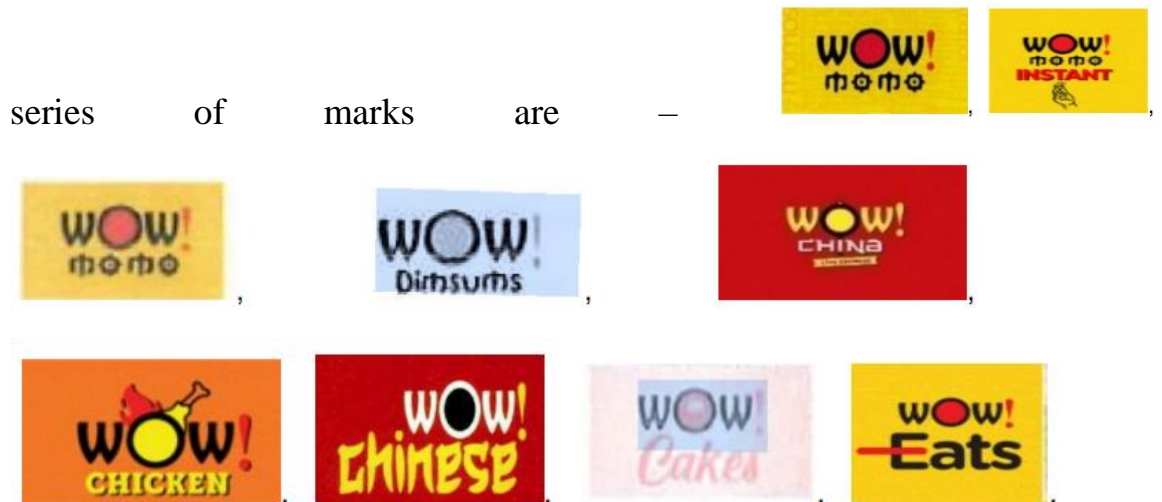 WOW!
momo
WOW!
momo
INSTANT
series of marks are –
, ,
WOW!
momo
,
WOW!
Dimsums
,
WOW!
CHINA
,
WOW!
CHICKEN
,
WOW!
Chinese
,
WOW!
Cakes
,
WOW!
Eats
,